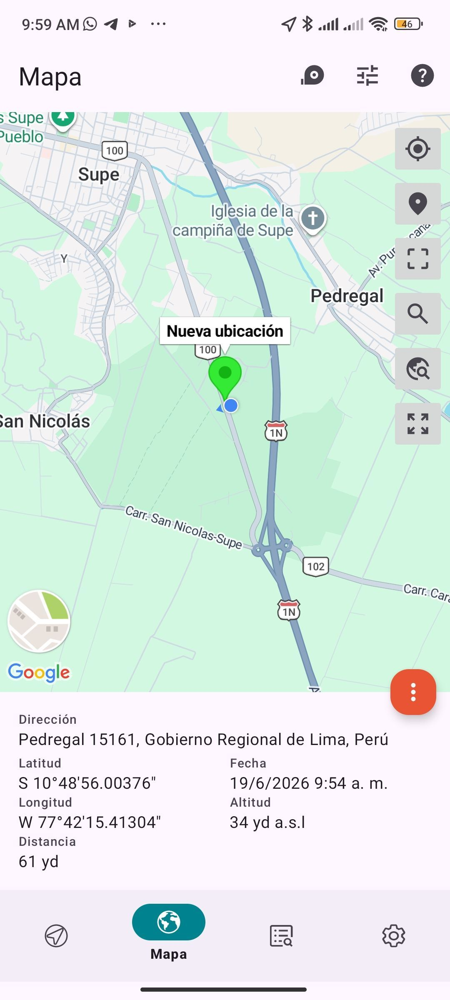 9:59 AM
46
Mapa
s Supe
Pueblo
100
Supe
Iglesia de la
campiña de Supe
Y
Av. Pur
cana
Pedregal
Nueva ubicación
100
San Nicolás
1N
Carr. San Nicolas-Supe
102
Carr. Cara
1N
Google
A
Dirección
Pedregal 15161, Gobierno Regional de Lima, Perú
Latitud
S 10°48'56.00376"
Fecha
19/6/2026 9:54 a. m.
Longitud
W 77°42'15.41304"
Altitud
34 yd a.s.l
Distancia
61 yd
Mapa